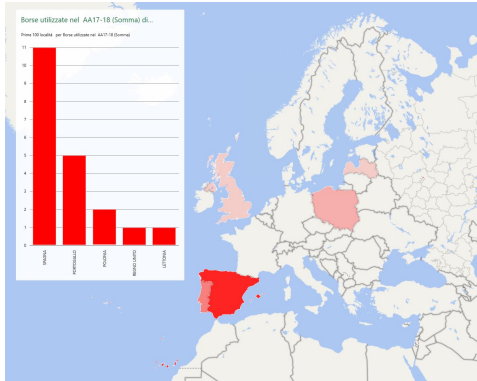 Borse utilizzate nel AA17-18 (Somma) di...
Prime 100 località per Borse utilizzate nel AA17-18 (Somma)
11
10
9
8
7
6
5
4
3
2
1
0
SPAGNA
PORTOGALLO
POLONIA
REGNO UNITO
LETTONIA